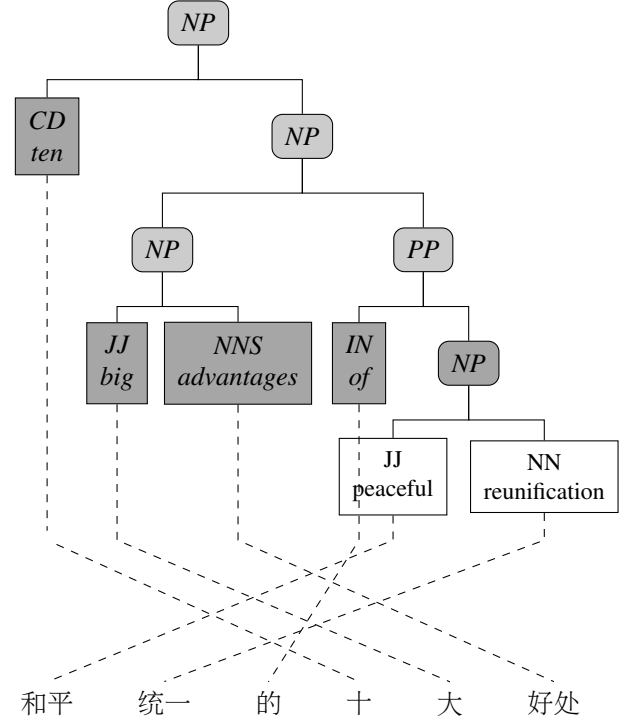 NP
CD
ten
NP
NP
PP
JJ
big
NNS
advantages
IN
of
NP
JJ
peaceful
NN
reunification
和平 统一 的 十 大 好处